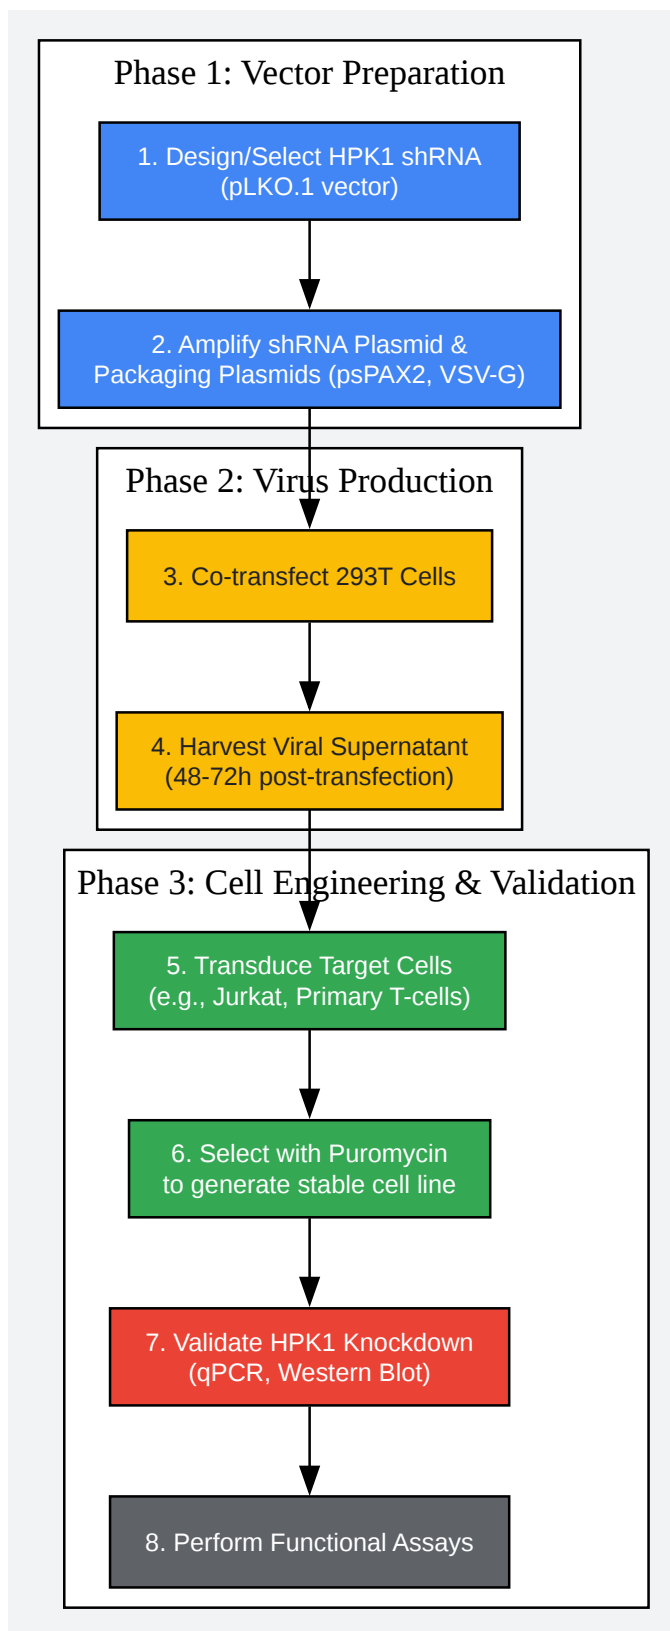 Phase 1: Vector Preparation
1. Design/Select HPK1 shRNA
(pLKO.1 vector)
2. Amplify shRNA Plasmid &
Packaging Plasmids (psPAX2, VSV-G)
Phase 2: Virus Production
3. Co-transfect 293T Cells
4. Harvest Viral Supernatant
(48-72h post-transfection)
Phase 3: Cell Engineering & Validation
5. Transduce Target Cells
(e.g., Jurkat, Primary T-cells)
6. Select with Puromycin
to generate stable cell line
7. Validate HPK1 Knockdown
(qPCR, Western Blot)
8. Perform Functional Assays